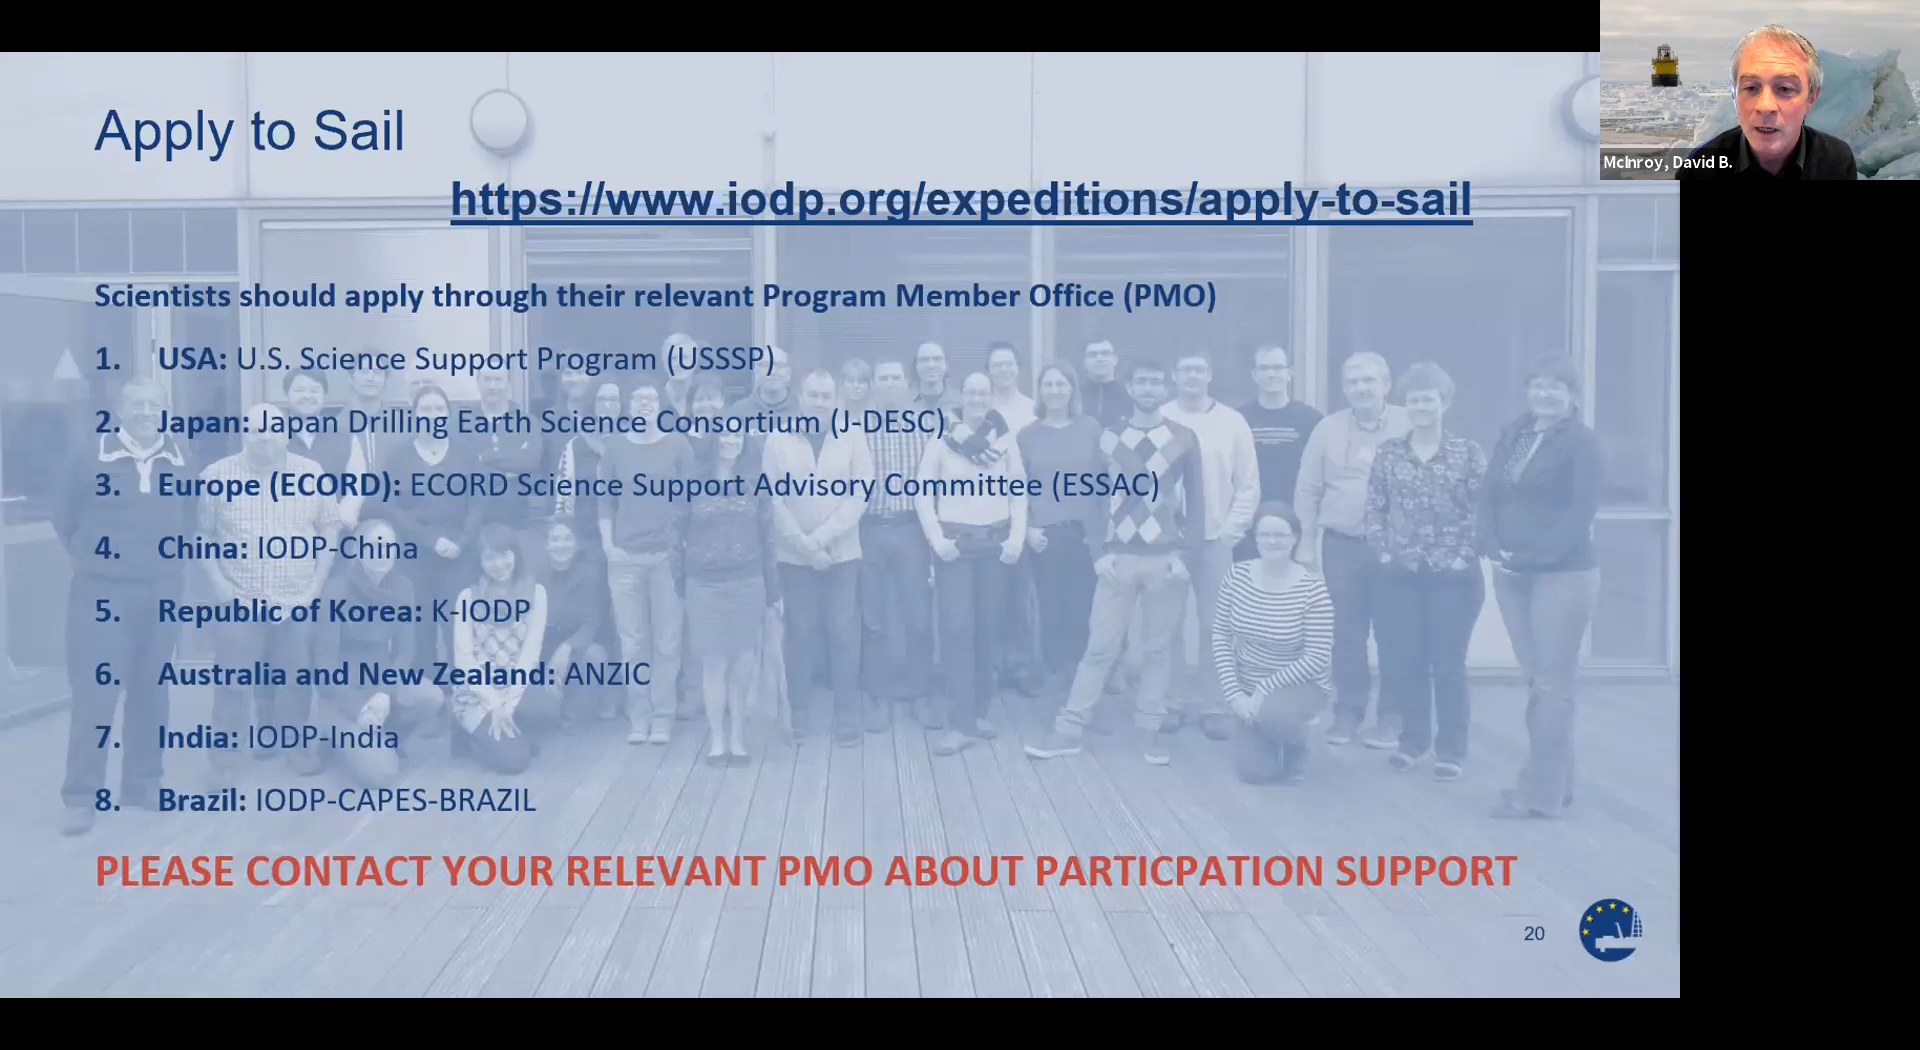 Apply to Sail
McInroy, David B.
https://www.iodp.org/expeditions/apply-to-sail
Scientists should apply through their relevant Program Member Office (PMO)
1. USA: U.S. Science Support Program (USSSP)
2. Japan: Japan Drilling Earth Science Consortium (J-DESC)
3. Europe (ECORD): ECORD Science Support Advisory Committee (ESSAC)
4. China: IODP-China
5. Republic of Korea: K-IODP
6. Australia and New Zealand: ANZIC
7. India: IODP-India
8. Brazil: IODP-CAPES-BRAZIL
PLEASE CONTACT YOUR RELEVANT PMO ABOUT PARTICPATION SUPPORT
20